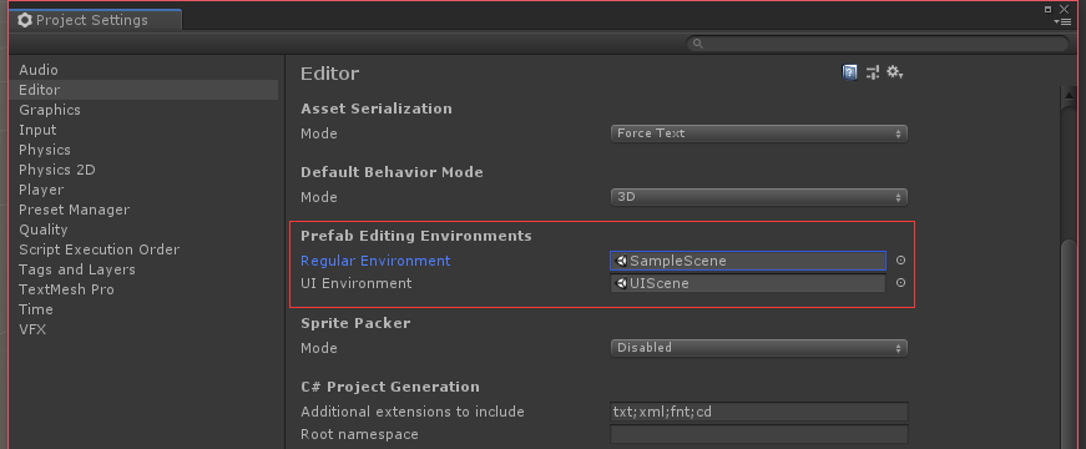 Project Settings
Audio
Editor
Graphics
Input
Physics
Physics 2D
Player
Preset Manager
Quality
Script Execution Order
Tags and Layers
TextMesh Pro
Time
VFX
Editor
Asset Serialization
Mode Force Text
Default Behavior Mode
Mode 3D
Prefab Editing Environments
Regular Environment SampleScene
UI Environment UIScene
Sprite Packer
Mode Disabled
C# Project Generation
Additional extensions to include txt;xml;fnt;cd
Root namespace